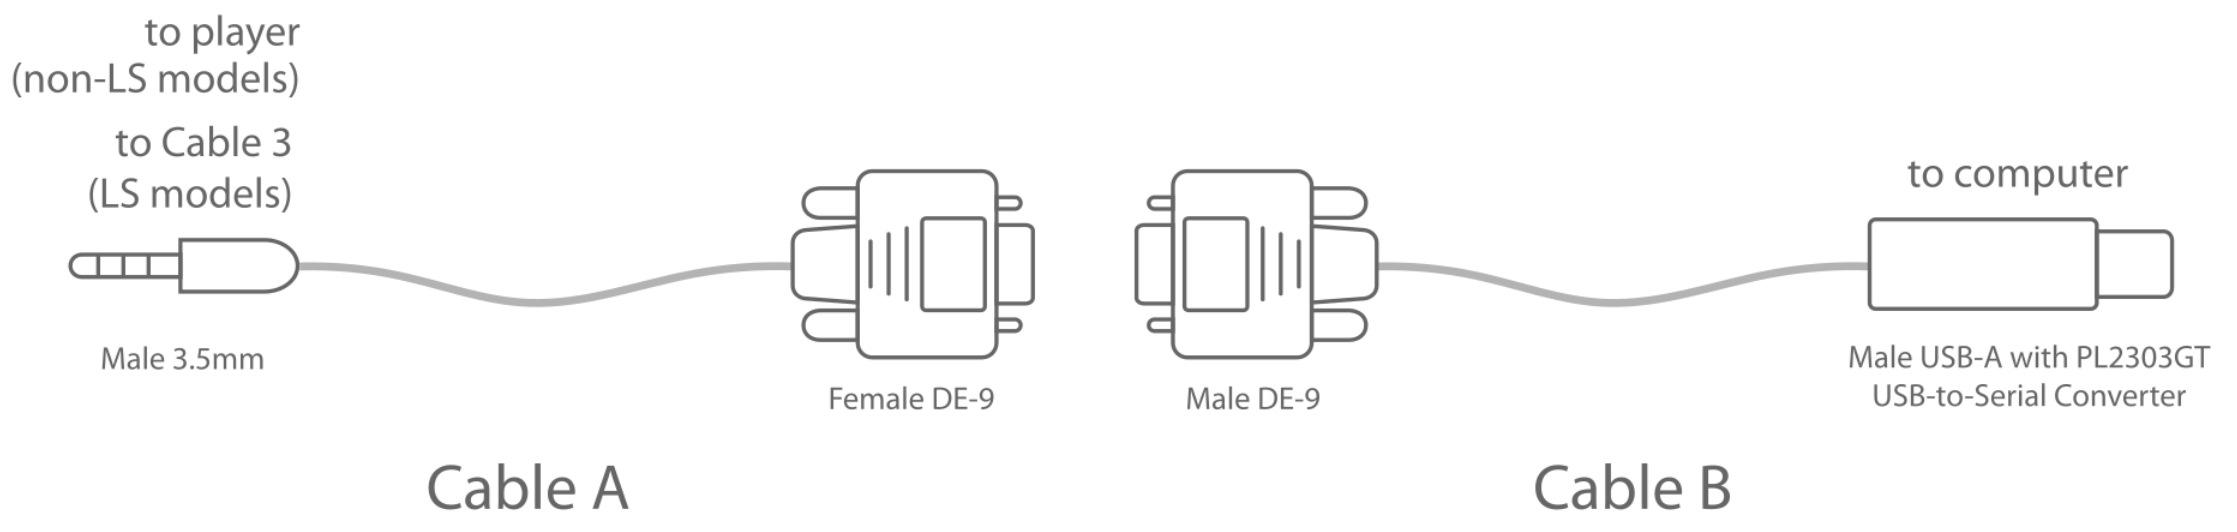 to player
(non-LS models)
to Cable 3
(LS models)
Male 3.5mm
Female DE-9
Cable A
Male DE-9
to computer
Male USB-A with PL2303GT
USB-to-Serial Converter
Cable B